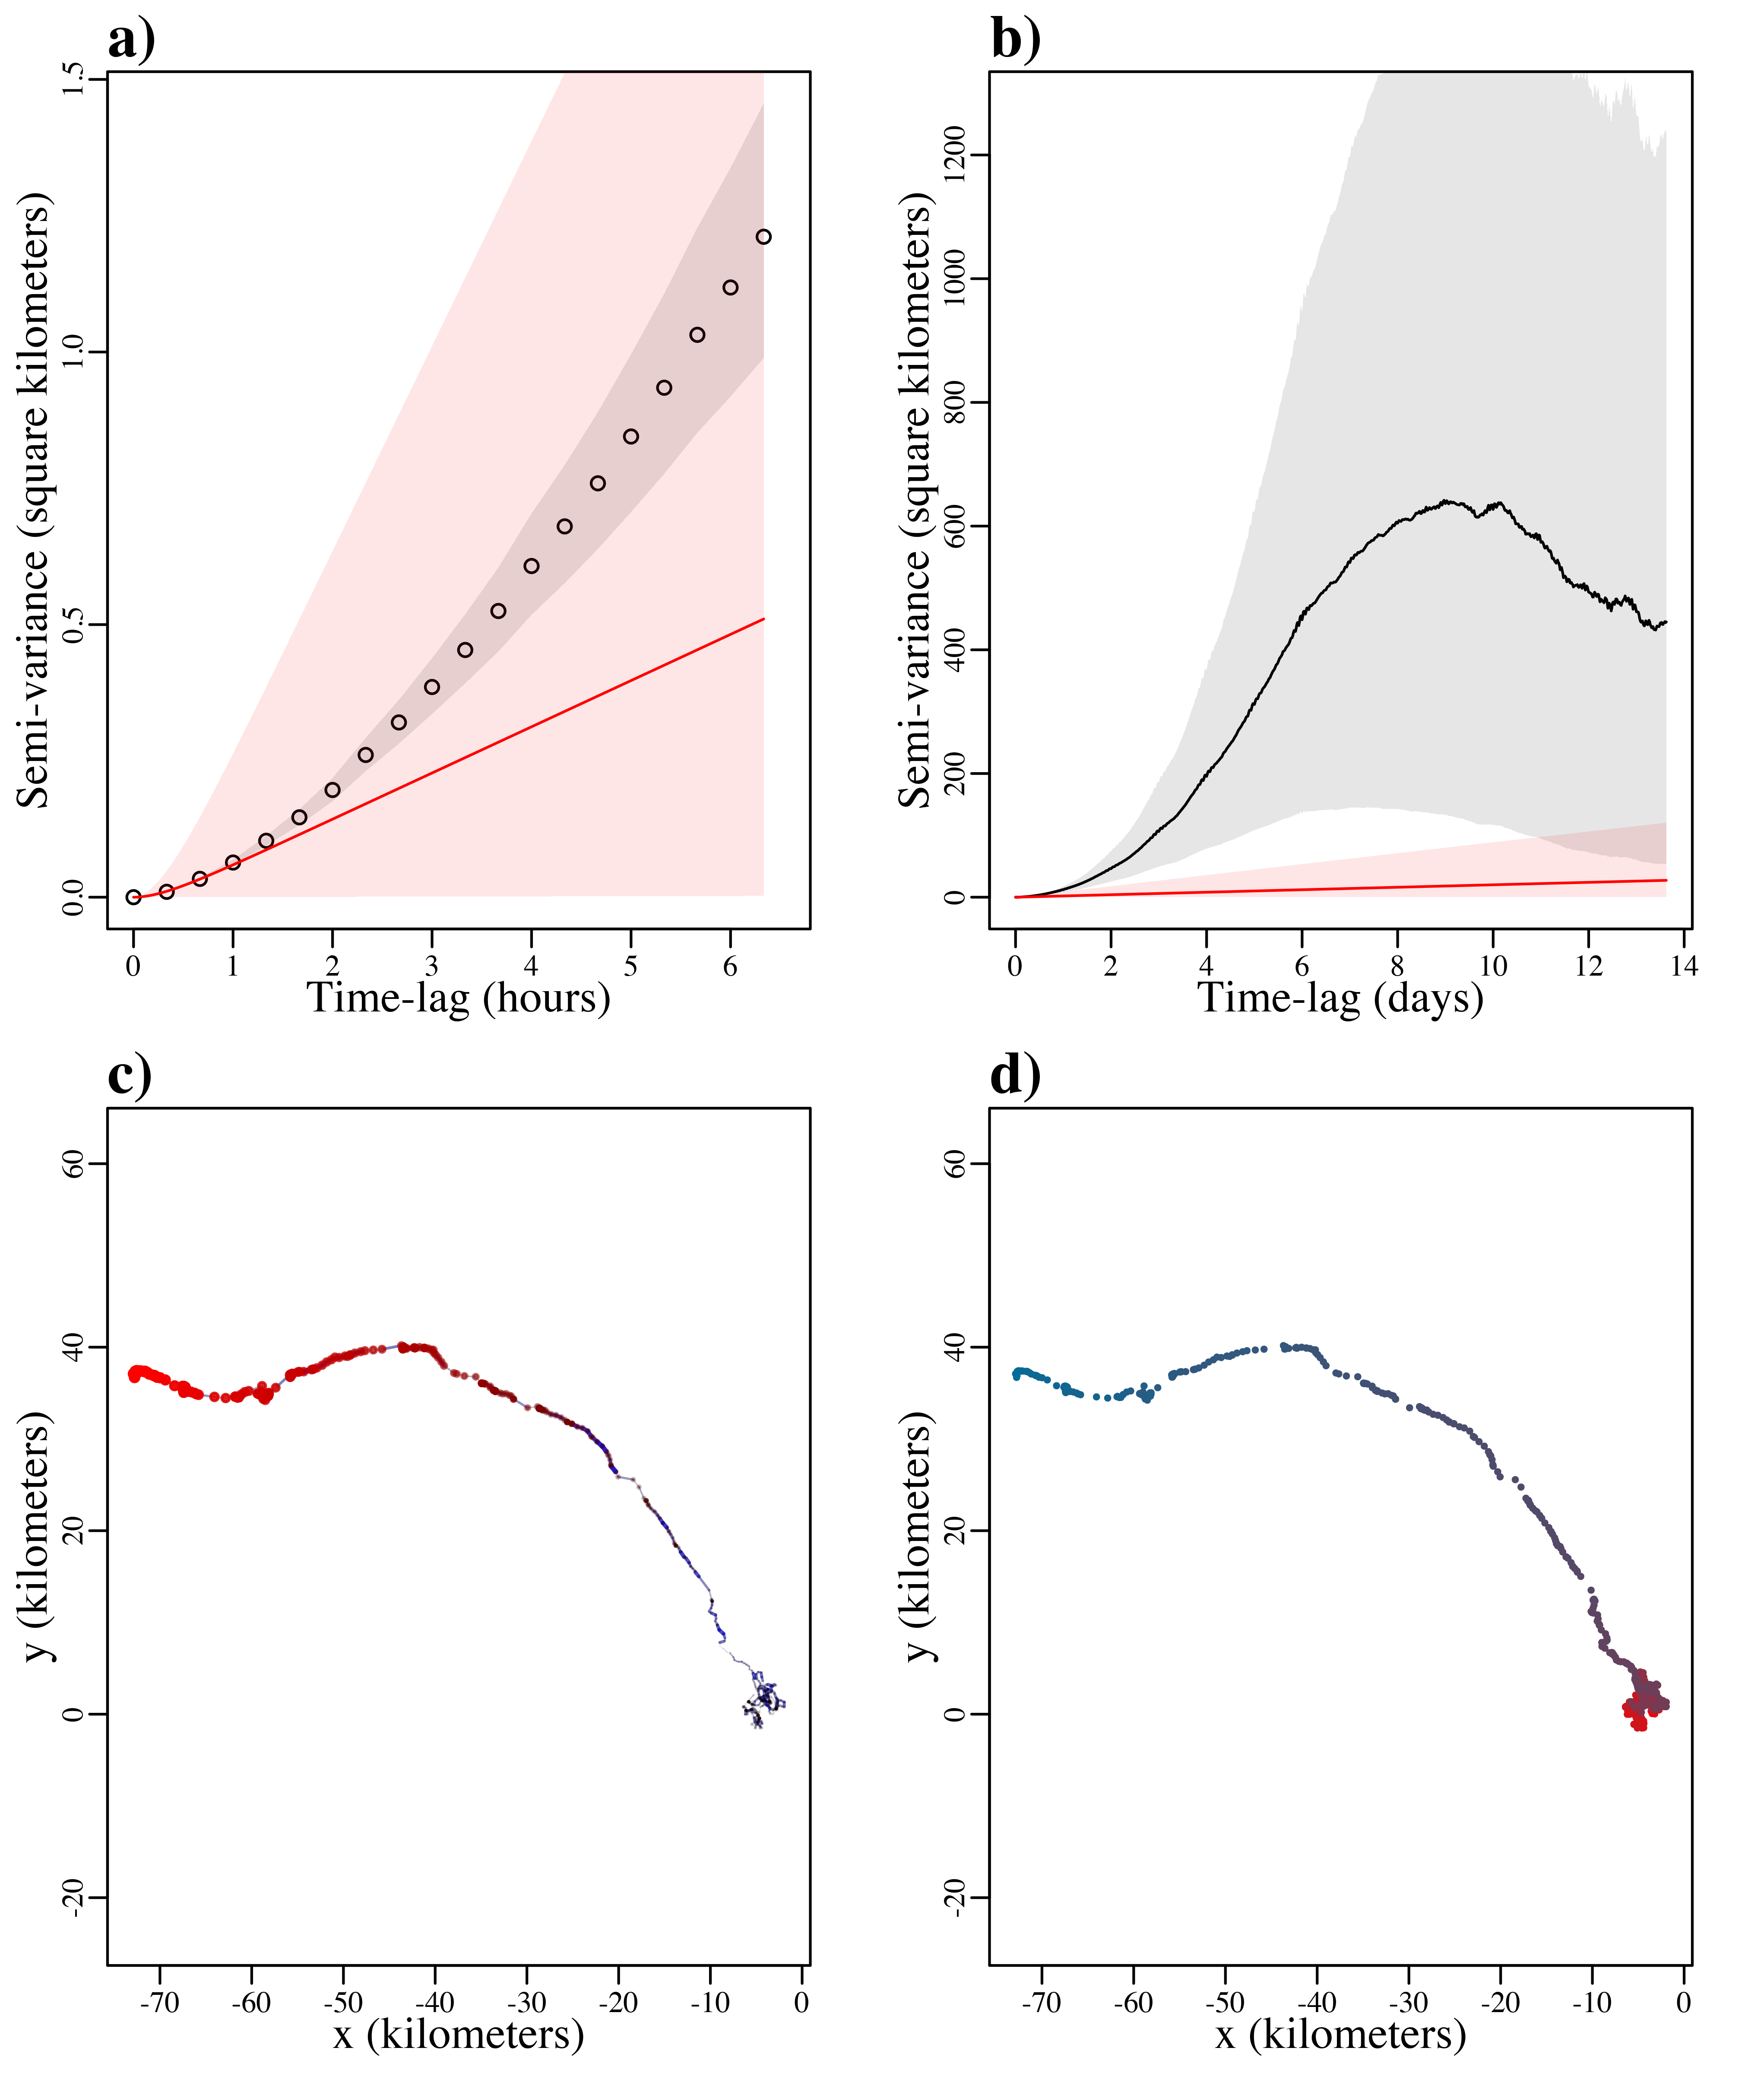 a)
Semi-variance (square kilometers)
0.0 0.5 1.0 1.5
0 1 2 3 4 5 6
Time-lag (hours)
b)
Semi-variance (square kilometers)
0 200 400 600 800 1000 1200
0 2 4 6 8 10 12 14
Time-lag (days)
c)
y (kilometers)
-20 0 20 40 60
-70 -60 -50 -40 -30 -20 -10 0
x (kilometers)
d)
y (kilometers)
-20 0 20 40 60
-70 -60 -50 -40 -30 -20 -10 0
x (kilometers)